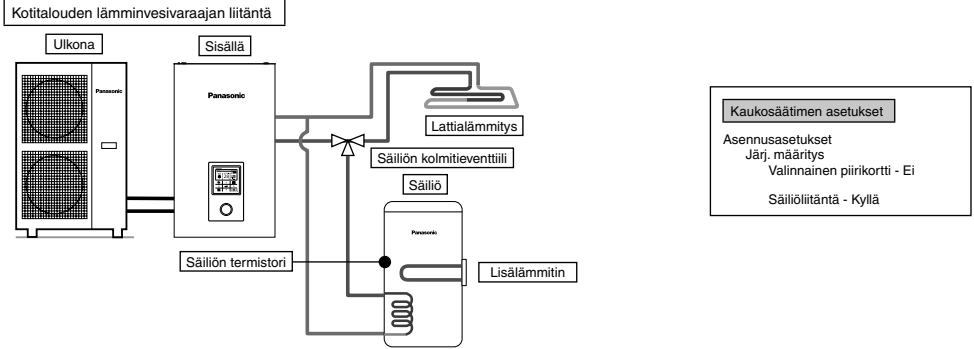 Kotitalouden lämminvesivaraajan liitäntä
Ulkona
Sisällä
Panasonic
Panasonic
Lattialämmitys
Säiliön kolmitieventtiili
Säiliö
Panasonic
Säiliön termistori
Lisälämmitin
Kaukosäätimen asetukset
Asennusasetukset
Järj. määritys
Valinnainen piirikortti - Ei
Säiliöliitäntä - Kyllä